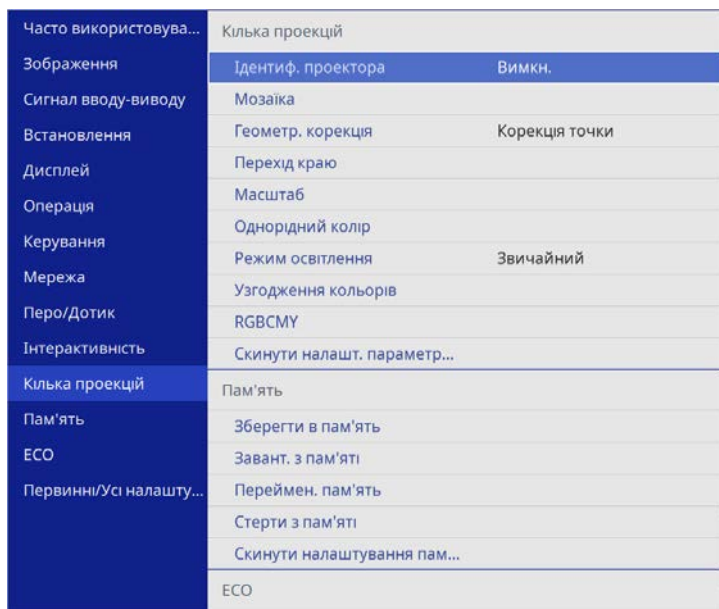 Часто використовува...
Зображення
Сигнал вводу-виводу
Встановлення
Дисплей
Операція
Керування
Мережа
Перо/Дотик
Інтерактивність
Кілька проекцій
Пам'ять
ECO
Первинні/Усі налашту...
Кілька проекцій
Ідентиф. проектора Вимкн.
Мозаїка
Геометр. корекція Корекція точки
Перехід краю
Масштаб
Однорідний колір
Режим освітлення Звичайний
Узгодження кольорів
RGBCMY
Скинути налашт. параметр...
Пам'ять
Зберегти в пам'ять
Завант. з пам'яті
Переймен. пам'ять
Стерти з пам'яті
Скинути налаштування пам...
ECO